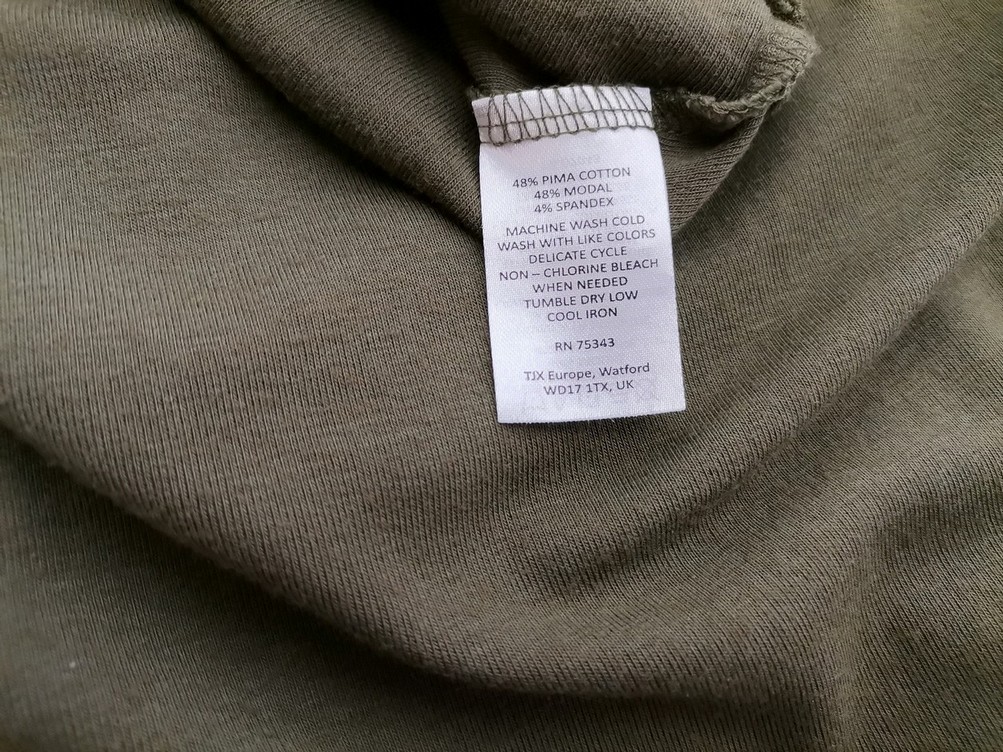 48% PIMA COTTON
48% MODAL
4% SPANDEX
MACHINE WASH COLD
WASH WITH LIKE COLORS
DELICATE CYCLE
NON – CHLORINE BLEACH
WHEN NEEDED
TUMBLE DRY LOW
COOL IRON
RN 75343
TJX Europe, Watford
WD17 1TX, UK